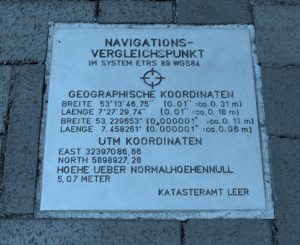 NAVIGATIONS-
VERGLEICHSPUNKT
IM SYSTEM ETRS 89 WGS84
GEOGRAPHISCHE KOORDINATEN
BREITE 53°13'46,75" (0.01" =ca. 0.31 m)
LAENGE 7°27'29,74" (0.01" =ca. 0.18 m)
BREITE 53,229653° (0,000001° =ca. 0.11 m)
LAENGE 7.458261° (0.000001° =ca. 0.06 m)
UTM KOORDINATEN
EAST 32397086,66
NORTH 5898927,28
HOEHE UEBER NORMALHOEHENNULL
5,07 METER
KATASTERAMT LEER